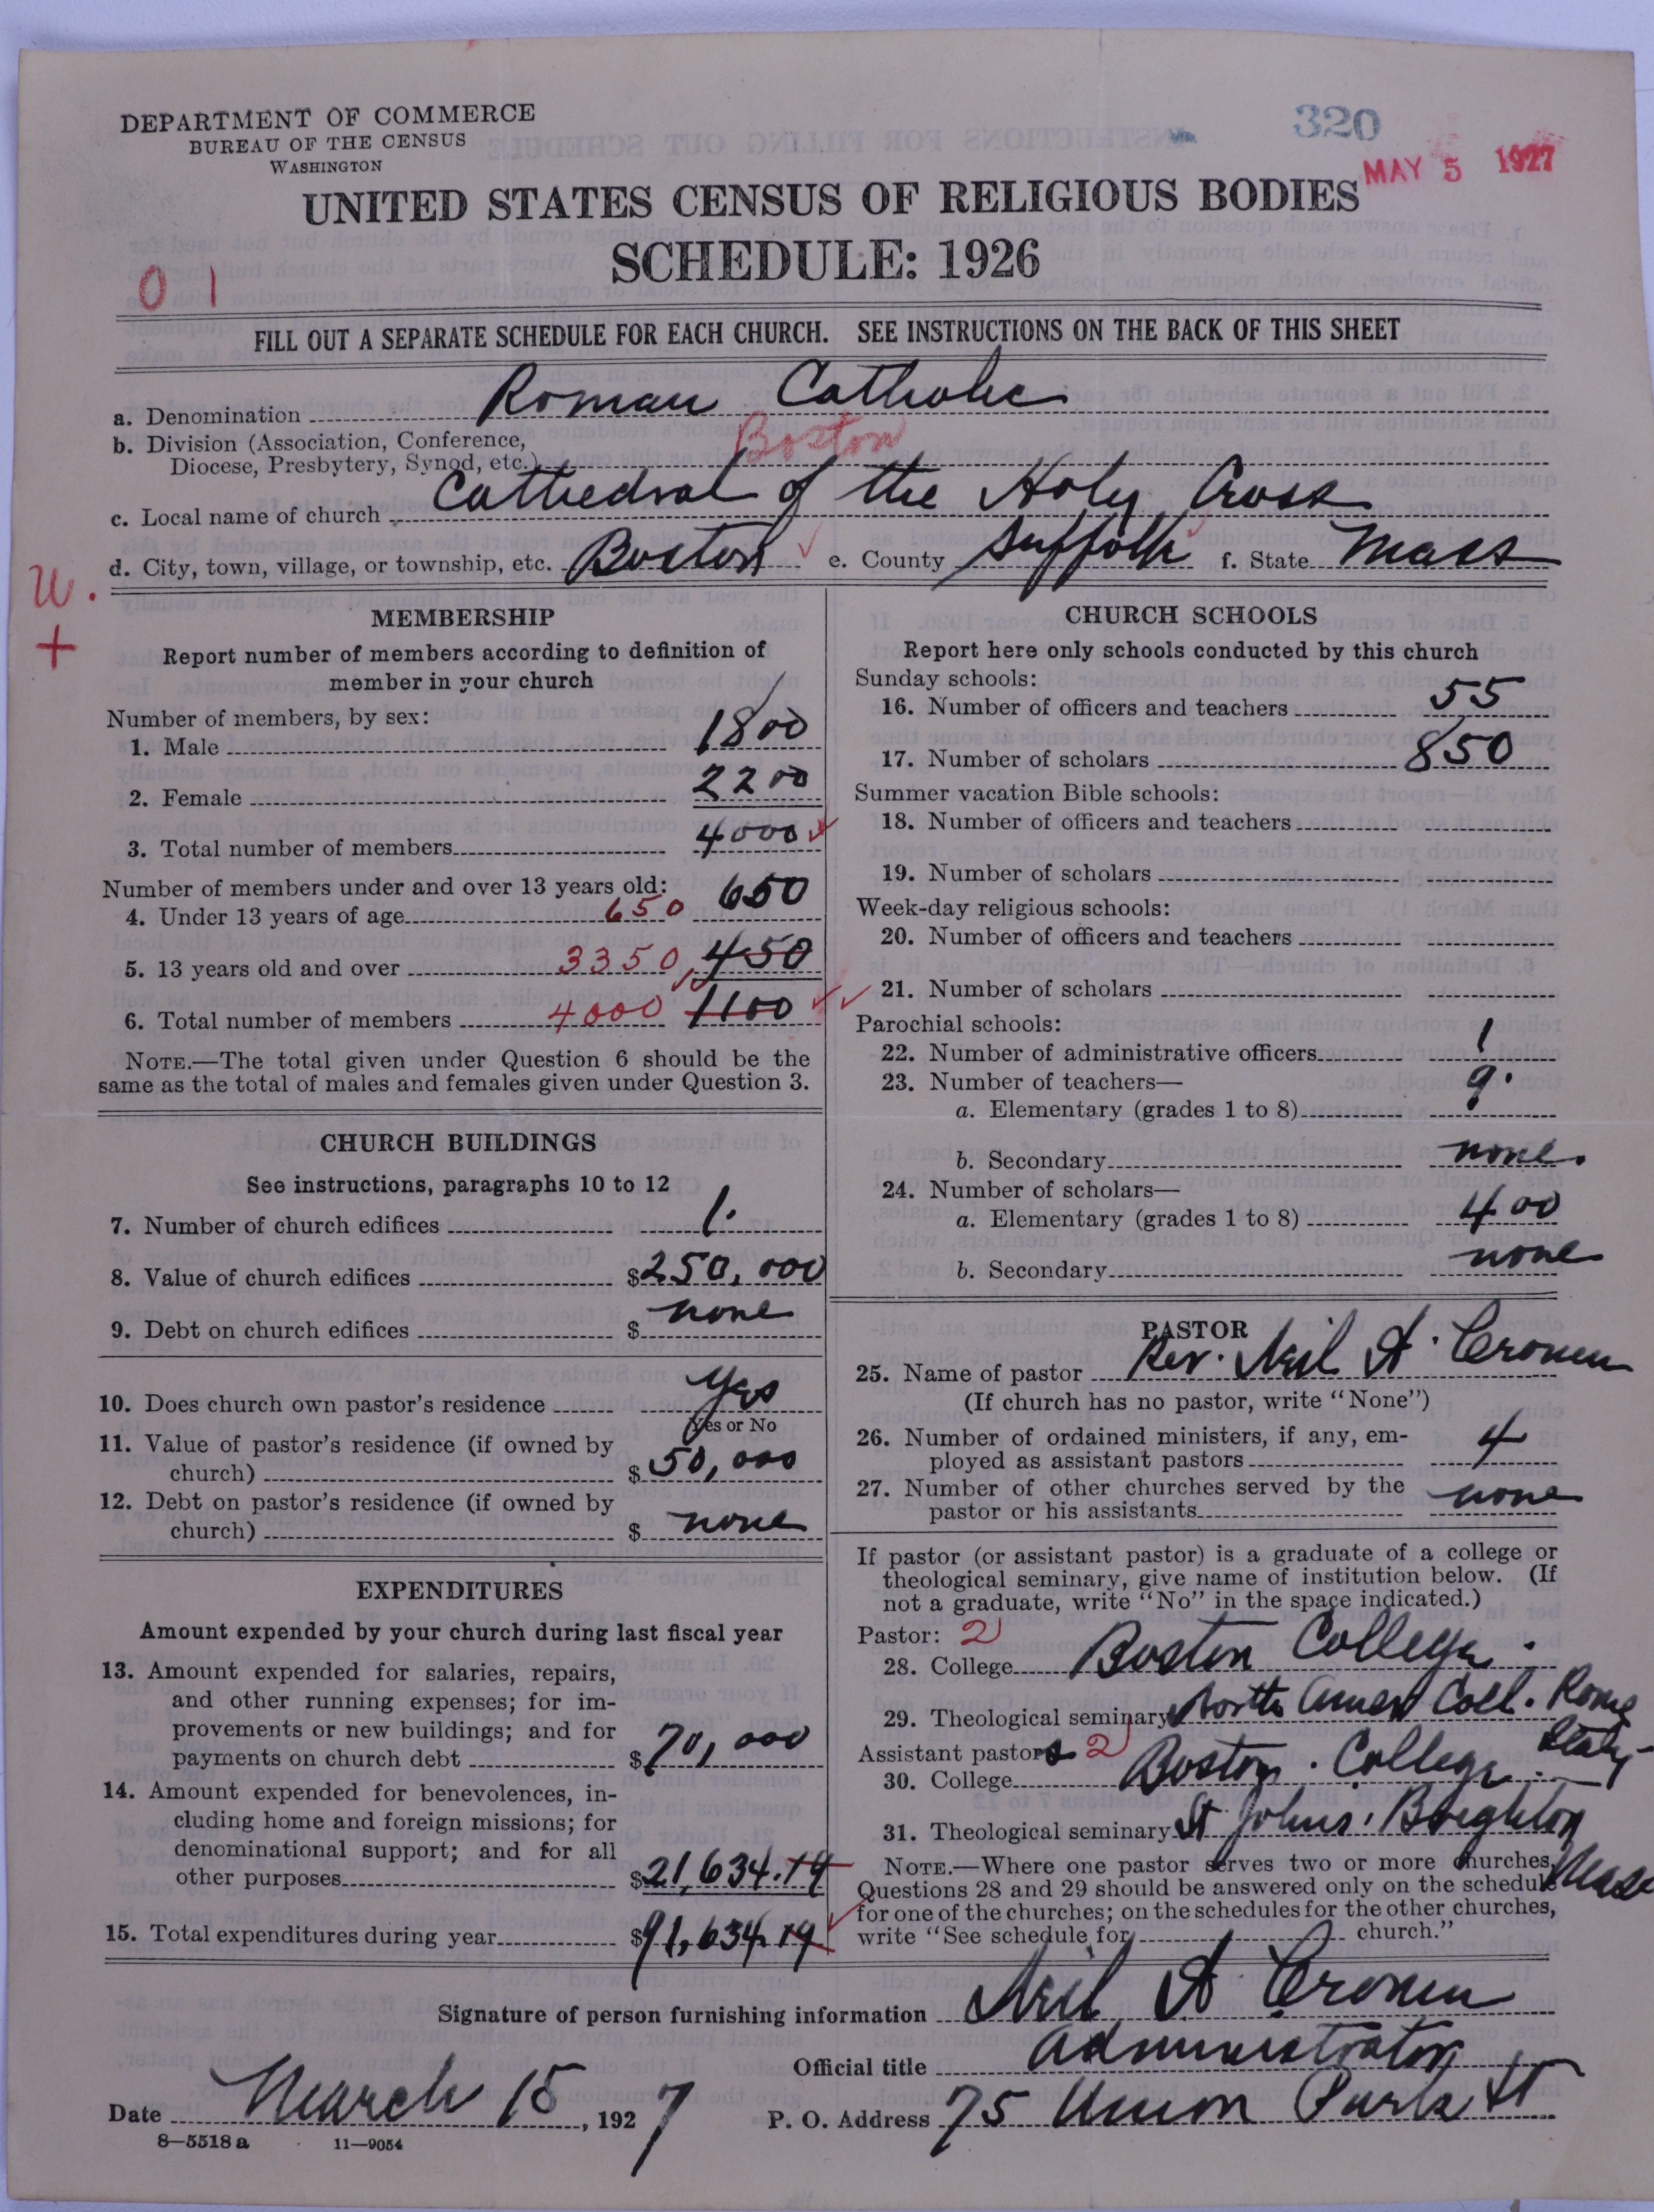 320
MAY 5 1927
DEPARTMENT OF COMMERCE
BUREAU OF THE CENSUS
WASHINGTON
UNITED STATES CENSUS OF RELIGIOUS BODIES
SCHEDULE: 1926
0 1
FILL OUT A SEPARATE SCHEDULE FOR EACH CHURCH. SEE INSTRUCTIONS ON THE BACK OF THIS SHEET
a. Denomination Roman Catholic
b. Division (Association, Conference,
Diocese, Presbytery, Synod, etc.) Boston
c. Local name of church Cathedral of the Holy Cross
d. City, town, village, or township, etc. Boston e. County Suffolk f. State Mass
U. +
MEMBERSHIP
Report number of members according to definition of
member in your church
Number of members, by sex:
1. Male 1800
2. Female 2200
3. Total number of members 4000
Number of members under and over 13 years old:
4. Under 13 years of age 650 650
5. 13 years old and over 3350 450
6. Total number of members 4000 1100
NOTE.—The total given under Question 6 should be the
same as the total of males and females given under Question 3.
CHURCH BUILDINGS
See instructions, paragraphs 10 to 12
7. Number of church edifices 1.
8. Value of church edifices $250,000
9. Debt on church edifices $ none
10. Does church own pastor's residence Yes
Yes or No
11. Value of pastor's residence (if owned by
church) $50,000
12. Debt on pastor's residence (if owned by
church) $ none
EXPENDITURES
Amount expended by your church during last fiscal year
13. Amount expended for salaries, repairs,
and other running expenses; for im-
provements or new buildings; and for
payments on church debt $70,000
14. Amount expended for benevolences, in-
cluding home and foreign missions; for
denominational support; and for all
other purposes $21,634.19
15. Total expenditures during year $91,634.19
CHURCH SCHOOLS
Report here only schools conducted by this church
Sunday schools:
16. Number of officers and teachers 55
17. Number of scholars 850
Summer vacation Bible schools:
18. Number of officers and teachers
19. Number of scholars
Week-day religious schools:
20. Number of officers and teachers
21. Number of scholars
Parochial schools:
22. Number of administrative officers 1
23. Number of teachers—
a. Elementary (grades 1 to 8) 9.
b. Secondary none.
24. Number of scholars—
a. Elementary (grades 1 to 8) 400
b. Secondary none
PASTOR
25. Name of pastor Rev. Neil A. Cronin
(If church has no pastor, write "None")
26. Number of ordained ministers, if any, em-
ployed as assistant pastors 4
27. Number of other churches served by the
pastor or his assistants none
If pastor (or assistant pastor) is a graduate of a college or
theological seminary, give name of institution below. (If
not a graduate, write "No" in the space indicated.)
Pastor: 2
28. College Boston College.
29. Theological seminary North Amer Coll. Rome
Italy
Assistant pastors 2
30. College Boston College
31. Theological seminary St Johns. Brighton
Mass
NOTE.—Where one pastor serves two or more churches,
Questions 28 and 29 should be answered only on the schedule
for one of the churches; on the schedules for the other churches,
write "See schedule for church."
Signature of person furnishing information Neil A Cronin
Official title Administrator
Date March 15, 1927 P. O. Address 75 Union Park St
8—5518 a 11—9054